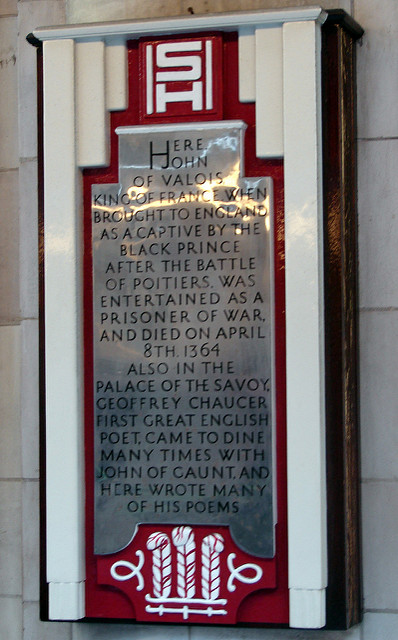 SH
HERE
JOHN
OF VALOIS
KING OF FRANCE WHEN
BROUGHT TO ENGLAND
AS A CAPTIVE BY THE
BLACK PRINCE
AFTER THE BATTLE
OF POITIERS, WAS
ENTERTAINED AS A
PRISONER OF WAR,
AND DIED ON APRIL
8TH. 1364
ALSO IN THE
PALACE OF THE SAVOY,
GEOFFREY CHAUCER
FIRST GREAT ENGLISH
POET, CAME TO DINE
MANY TIMES WITH
JOHN OF GAUNT, AND
HERE WROTE MANY
OF HIS POEMS